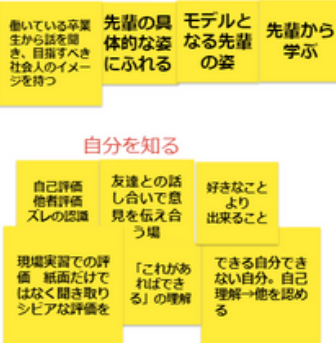 働いている卒業
生から話を聞
き、目指すべき
社会人のイメー
ジを持つ
先輩の具
体的な姿
にふれる
モデルと
なる先輩
の姿
先輩から
学ぶ
自分を知る
自己評価
他者評価
ズレの認識
友達との話
し合いで意
見を伝え合
う場
好きなこと
より
出来ること
現場実習での評
価　紙面だけで
はなく聞き取り
シビアな評価を
「これがあ
ればでき
る」の理解
できる自分でき
ない自分。自己
理解→他を認め
る